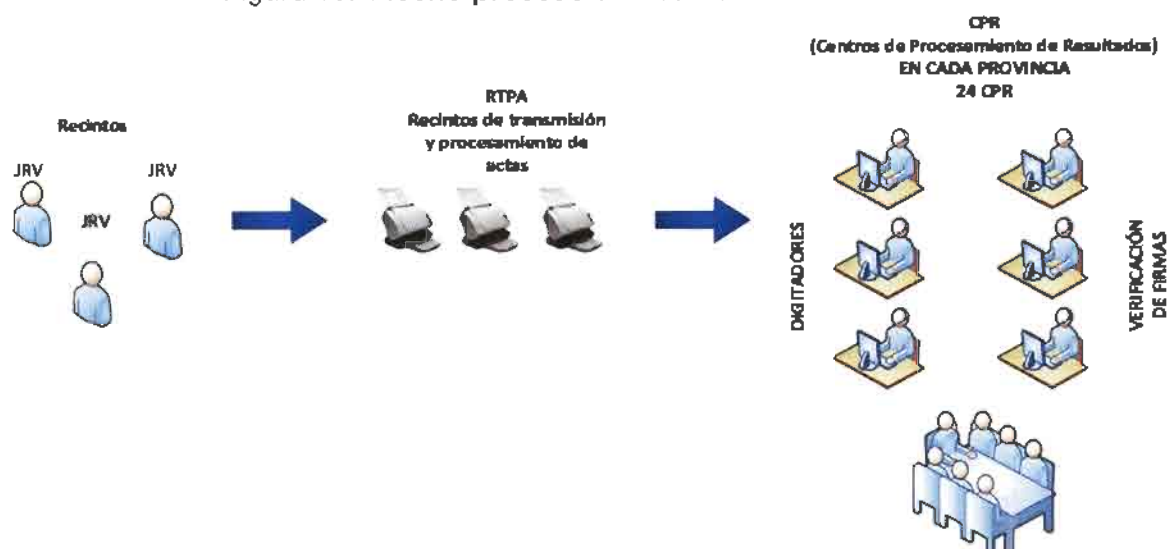 Recintos
JRV
JRV
JRV
RTPA
Recintos de transmisión
y procesamiento de
actas
CPR
(Centros de Procesamiento de Resultados)
EN CADA PROVINCIA
24 CPR
DIGITADORES
VERIFICACIÓN
DE FIRMAS